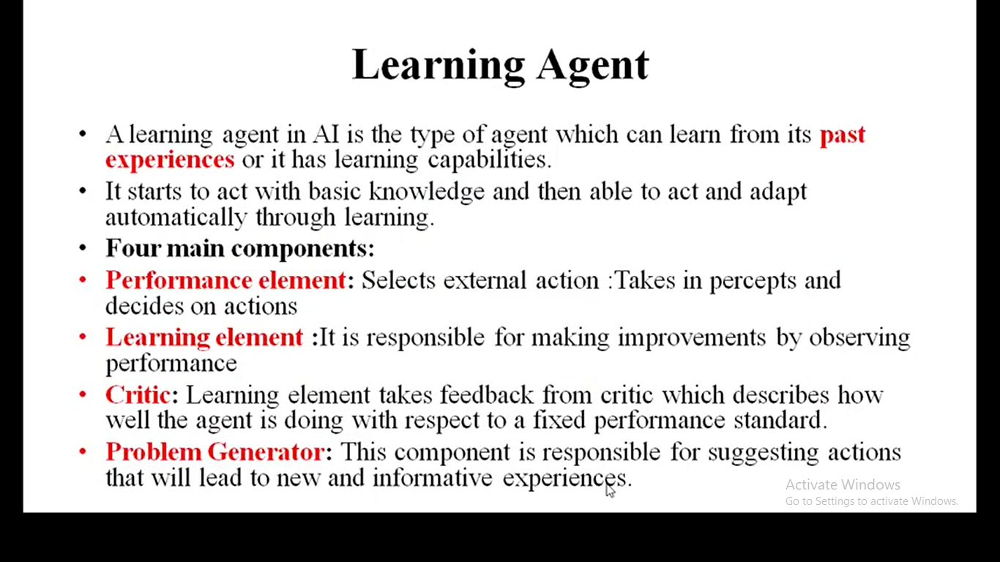 Learning Agent
• A learning agent in AI is the type of agent which can learn from its past
experiences or it has learning capabilities.
• It starts to act with basic knowledge and then able to act and adapt
automatically through learning.
• Four main components:
• Performance element: Selects external action :Takes in percepts and
decides on actions
• Learning element :It is responsible for making improvements by observing
performance
• Critic: Learning element takes feedback from critic which describes how
well the agent is doing with respect to a fixed performance standard.
• Problem Generator: This component is responsible for suggesting actions
that will lead to new and informative experiences.
Activate Windows
Go to Settings to activate Windows.